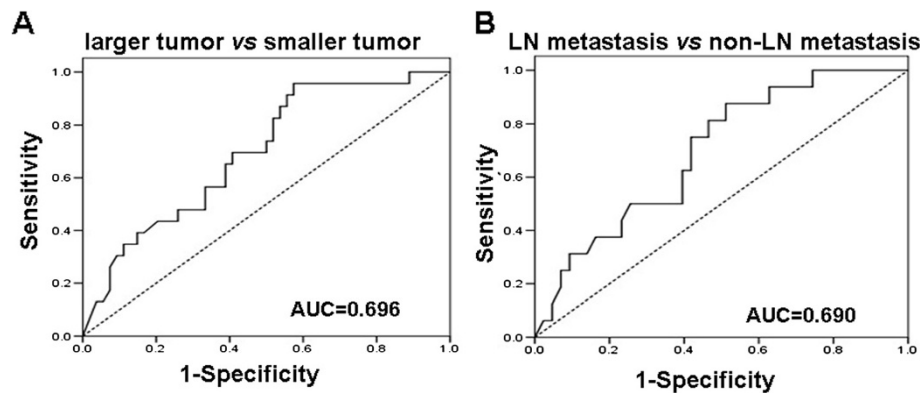 A
larger tumor vs smaller tumor
1.0
0.8
0.6
0.4
0.2
0.0
Sensitivity
AUC=0.696
0.0 0.2 0.4 0.6 0.8 1.0
1-Specificity
B
LN metastasis vs non-LN metastasis
1.0
0.8
0.6
0.4
0.2
0.0
Sensitivity
AUC=0.690
0.0 0.2 0.4 0.6 0.8 1.0
1-Specificity